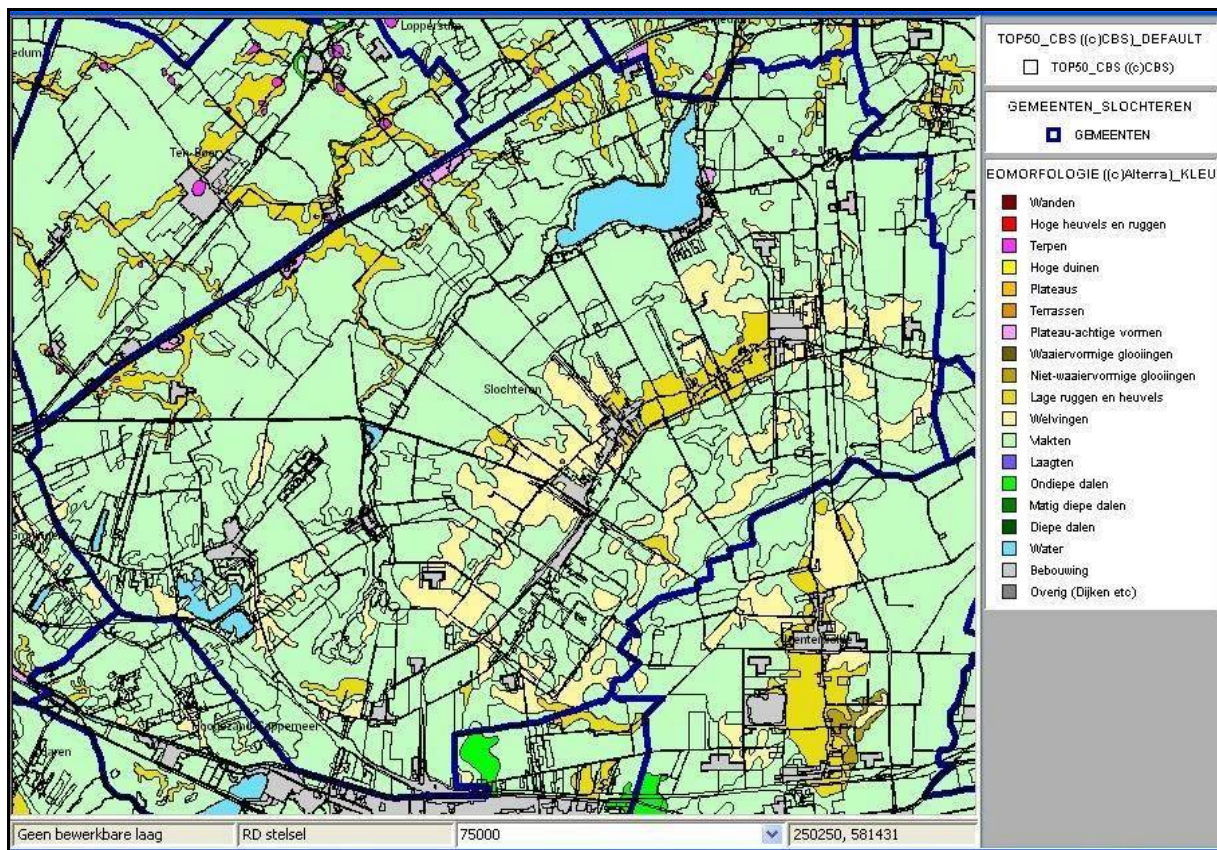 Loppersum
TOP50_CBS ((c)CBS)_DEFAULT
TOP50_CBS ((c)CBS)
edum
GEMEENTEN_SLOCHTEREN
GEMEENTEN
EOMORFOLOGIE ((c)Alterra)_KLEU
Wanden
Hoge heuvels en ruggen
Terpen
Hoge duinen
Plateaus
Terrassen
Plateau-achtige vormen
Waaiervormige glooiingen
Niet-waaiervormige glooiingen
Lage ruggen en heuvels
Welvingen
Vlakten
Laagten
Ondiepe dalen
Matig diepe dalen
Diepe dalen
Water
Bebouwing
Overig (Dijken etc)
Ten Boer
Slochteren
Groningen
Hoogezand-Sappemeer
Haren
Geen bewerkbare laag
RD stelsel
75000
250250, 581431